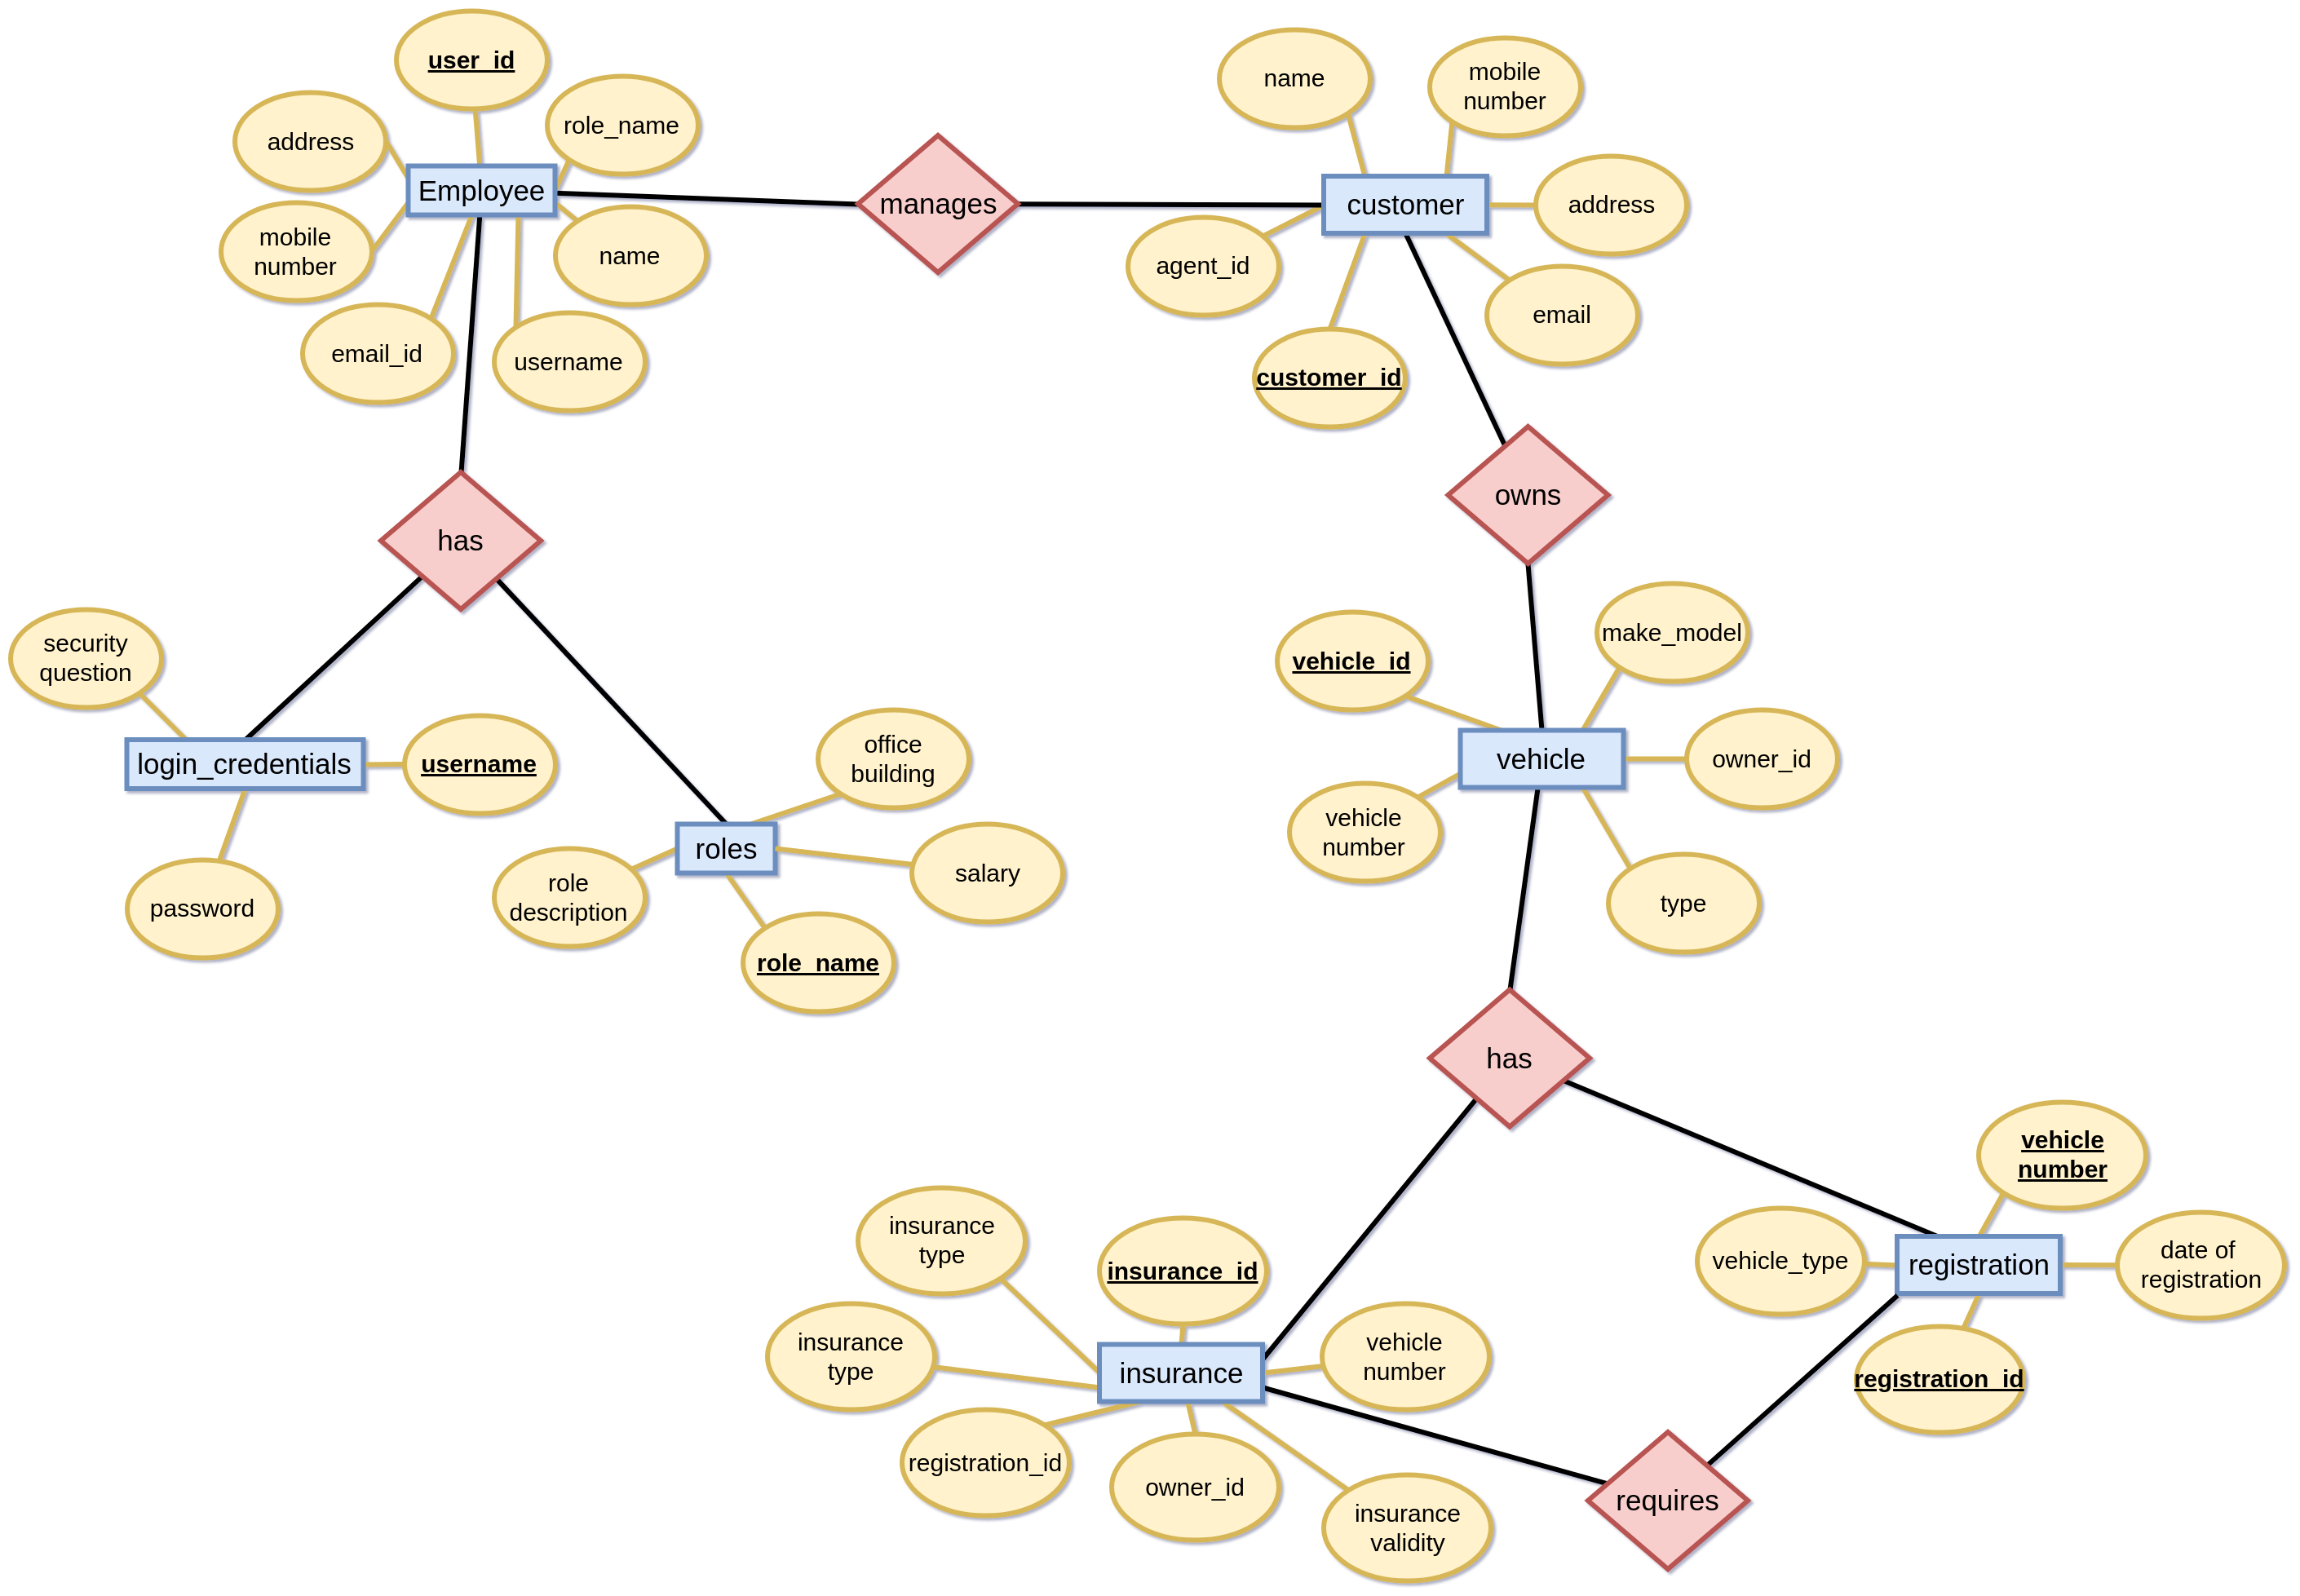 user_id
name
mobile
number
role_name
address
Employee
manages
customer
address
mobile
number
name
agent_id
email
email_id
username
customer_id
owns
has
security
question
make_model
vehicle_id
login_credentials
username
office
building
vehicle
owner_id
roles
vehicle
number
role
description
salary
password
type
role_name
has
vehicle
number
insurance
type
insurance_id
vehicle_type
registration
date of
registration
insurance
type
insurance
vehicle
number
registration_id
registration_id
owner_id
requires
insurance
validity